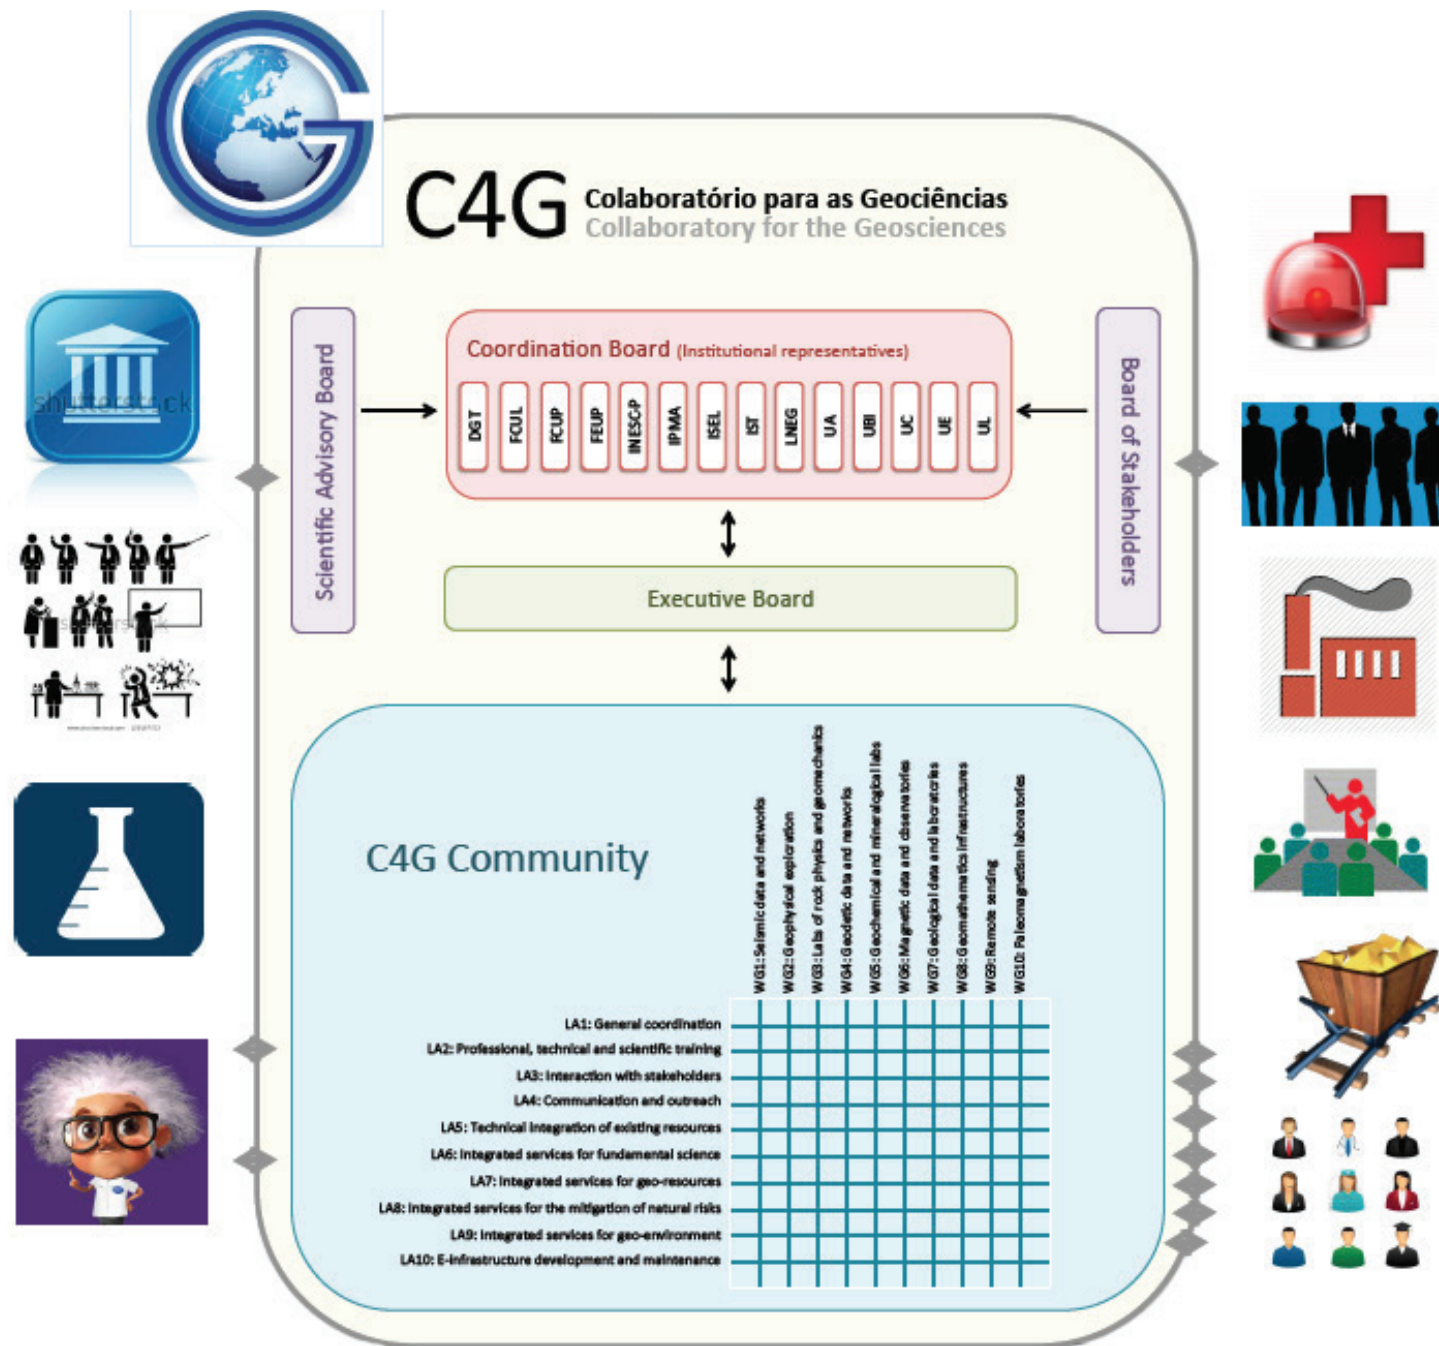 C4G
Colaboratório para as Geociências
Collaboratory for the Geosciences
Scientific Advisory Board
Coordination Board (Institutional representatives)
DGT
FCUL
FCUP
FEUP
INESC-P
IPMA
ISEL
IST
LNEG
UA
UBI
UC
UE
UL
Board of Stakeholders
Executive Board
C4G Community
WG1: Seismic data and networks
WG2: Geophysical exploration
WG3: Labs of rock physics and geomechanics
WG4: Geodetic data and networks
WG5: Geochemical and mineralogical labs
WG6: Magnetic data and observatories
WG7: Geological data and laboratories
WG8: Geomathematics infrastructures
WG9: Remote sensing
WG10: Paleomagnetism laboratories
LA1: General coordination
LA2: Professional, technical and scientific training
LA3: Interaction with stakeholders
LA4: Communication and outreach
LA5: Technical integration of existing resources
LA6: Integrated services for fundamental science
LA7: Integrated services for geo-resources
LA8: Integrated services for the mitigation of natural risks
LA9: Integrated services for geo-environment
LA10: E-infrastructure development and maintenance
shutterstock
shutterstock